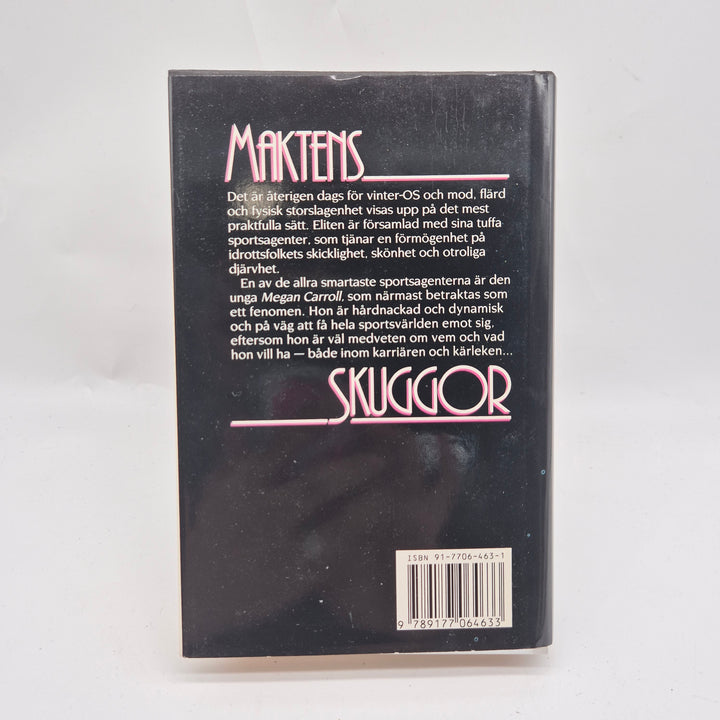 MAKTENS
Det är återigen dags för vinter-OS och mod, flärd
och fysisk storslagenhet visas upp på det mest
praktfulla sätt. Eliten är församlad med sina tuffa
sportsagenter, som tjänar en förmögenhet på
idrottsfolkets skicklighet, skönhet och otroliga
djärvhet.
En av de allra smartaste sportsagenterna är den
unga Megan Carroll, som närmast betraktas som
ett fenomen. Hon är hårdnackad och dynamisk
och på väg att få hela sportsvärlden emot sig,
eftersom hon är väl medveten om vem och vad
hon vill ha — både inom karriären och kärleken...
SKUGGOR
ISBN 91-7706-463-1
9 789177 064633